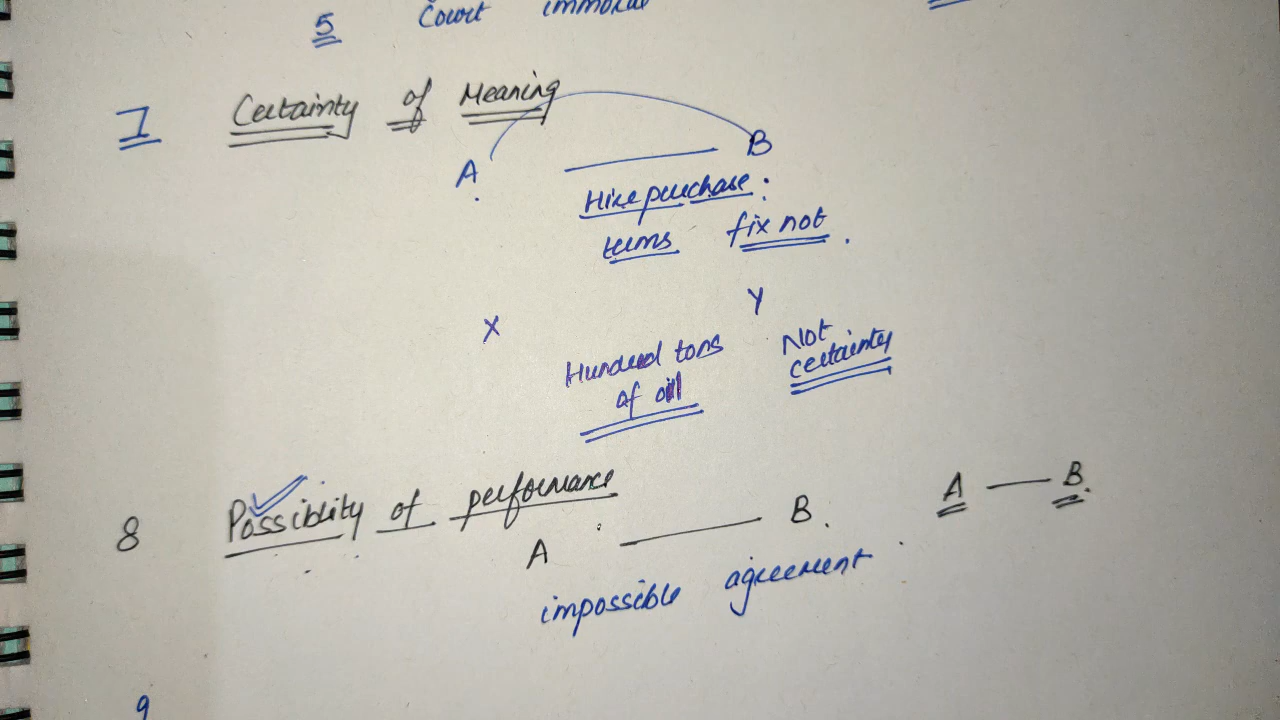 5 Court immoral
7 Certainty of Meaning
A B
Hire purchase :
terms fix not .
X Y
Hundred tons Not
of oil certainty
8 Possiblity of performance A — B.
A — B.
impossible agreement
9